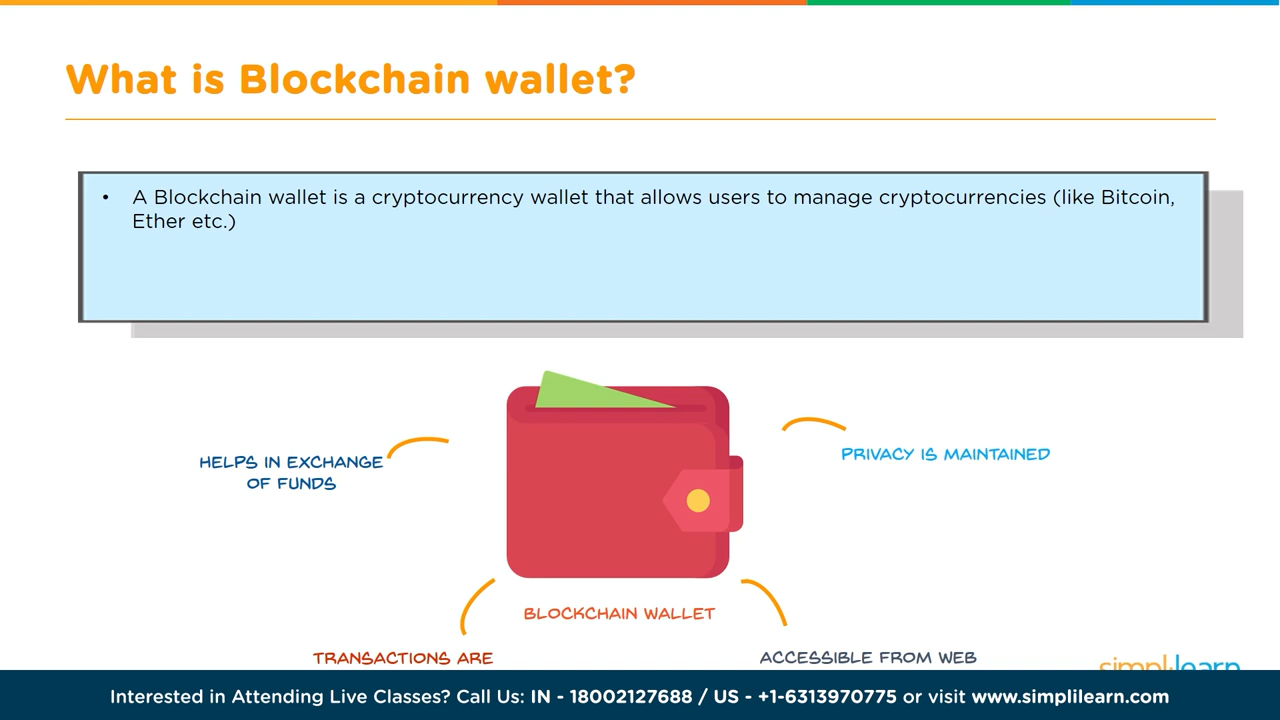 What is Blockchain wallet?
• A Blockchain wallet is a cryptocurrency wallet that allows users to manage cryptocurrencies (like Bitcoin,
Ether etc.)
HELPS IN EXCHANGE
OF FUNDS
PRIVACY IS MAINTAINED
BLOCKCHAIN WALLET
TRANSACTIONS ARE
ACCESSIBLE FROM WEB
simplilearn
Interested in Attending Live Classes? Call Us: IN - 18002127688 / US - +1-6313970775 or visit www.simplilearn.com